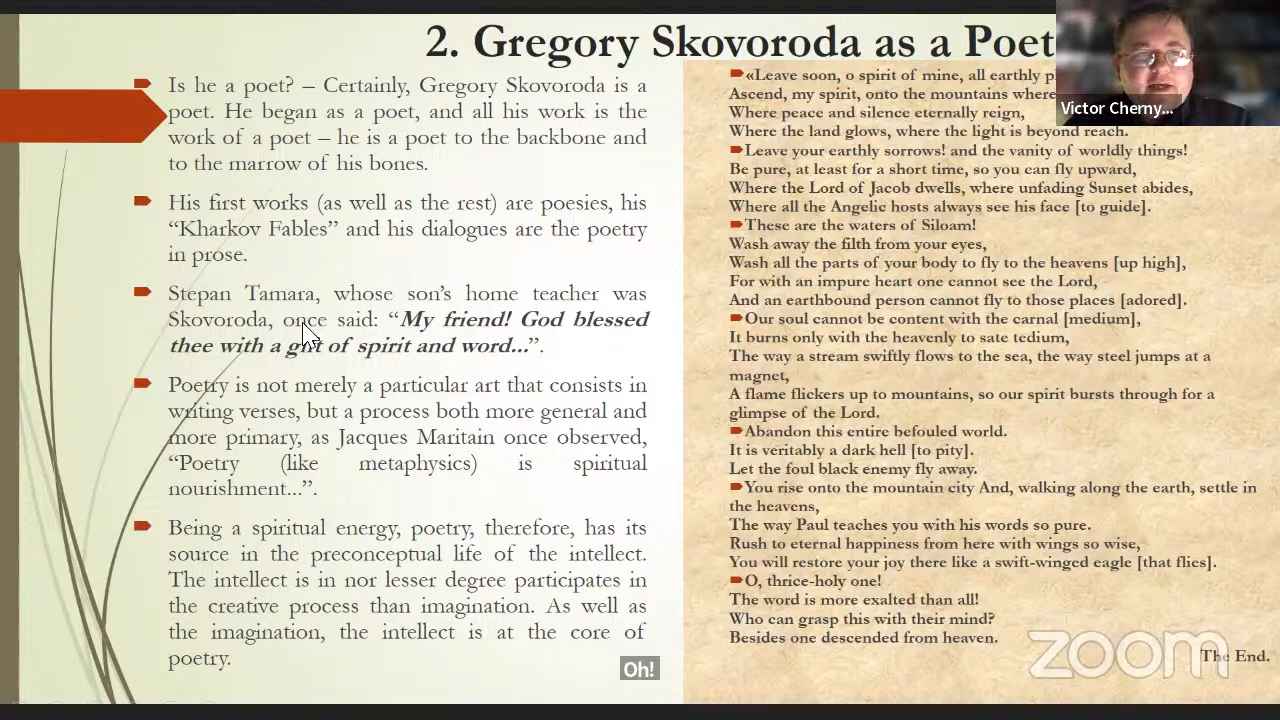 2. Gregory Skovoroda as a Poet
Is he a poet? – Certainly, Gregory Skovoroda is a
poet. He began as a poet, and all his work is the
work of a poet – he is a poet to the backbone and
to the marrow of his bones.
His first works (as well as the rest) are poesies, his
“Kharkov Fables” and his dialogues are the poetry
in prose.
Stepan Tamara, whose son’s home teacher was
Skovoroda, once said: “My friend! God blessed
thee with a gift of spirit and word...”.
Poetry is not merely a particular art that consists in
writing verses, but a process both more general and
more primary, as Jacques Maritain once observed,
“Poetry (like metaphysics) is spiritual
nourishment...”.
Being a spiritual energy, poetry, therefore, has its
source in the preconceptual life of the intellect.
The intellect is in nor lesser degree participates in
the creative process than imagination. As well as
the imagination, the intellect is at the core of
poetry.
«Leave soon, o spirit of mine, all earthly
Ascend, my spirit, onto the mountains where
Where peace and silence eternally reign,
Where the land glows, where the light is beyond reach.
Leave your earthly sorrows! and the vanity of worldly things!
Be pure, at least for a short time, so you can fly upward,
Where the Lord of Jacob dwells, where unfading Sunset abides,
Where all the Angelic hosts always see his face [to guide].
These are the waters of Siloam!
Wash away the filth from your eyes,
Wash all the parts of your body to fly to the heavens [up high],
For with an impure heart one cannot see the Lord,
And an earthbound person cannot fly to those places [adored].
Our soul cannot be content with the carnal [medium],
It burns only with the heavenly to sate tedium,
The way a stream swiftly flows to the sea, the way steel jumps at a
magnet,
A flame flickers up to mountains, so our spirit bursts through for a
glimpse of the Lord.
Abandon this entire befouled world.
It is veritably a dark hell [to pity].
Let the foul black enemy fly away.
You rise onto the mountain city And, walking along the earth, settle in
the heavens,
The way Paul teaches you with his words so pure.
Rush to eternal happiness from here with wings so wise,
You will restore your joy there like a swift-winged eagle [that flies].
O, thrice-holy one!
The word is more exalted than all!
Who can grasp this with their mind?
Besides one descended from heaven.
The End.
Victor Cherny...
Oh!
zoom